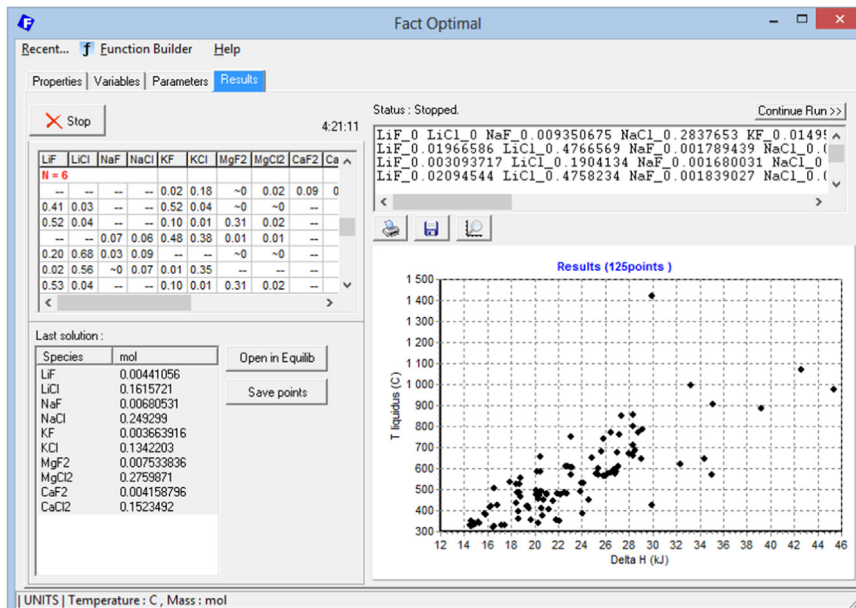 Fact Optimal
Recent... Function Builder Help
Properties Variables Parameters Results
Stop
4:21:11
Status : Stopped.
Continue Run >>
LiF LiCl NaF NaCl KF KCl MgF2 MgCl2 CaF2 Ca
N = 6
-- -- -- -- 0.02 0.18 ~0 0.02 0.09 0
0.41 0.03 -- -- 0.52 0.04 ~0 ~0 --
0.52 0.04 -- -- 0.10 0.01 0.31 0.02 --
-- -- 0.07 0.06 0.48 0.38 0.01 0.01 --
0.20 0.68 0.03 0.09 -- -- ~0 ~0 --
0.02 0.56 ~0 0.07 0.01 0.35 -- -- --
0.53 0.04 -- -- 0.10 0.01 0.31 0.02 --
LiF_0 LiCl_0 NaF_0.009350675 NaCl_0.2837653 KF_0.0149
LiF_0.01966586 LiCl_0.4766569 NaF_0.001789439 NaCl_0.
LiF_0.003093717 LiCl_0.1904134 NaF_0.001680031 NaCl_0
LiF_0.02094544 LiCl_0.4758234 NaF_0.001839027 NaCl_0.
Last solution :
Species mol
LiF 0.00441056
LiCl 0.1615721
NaF 0.00680531
NaCl 0.249299
KF 0.003663916
KCl 0.1342203
MgF2 0.007533836
MgCl2 0.2759871
CaF2 0.004158796
CaCl2 0.1523492
Open in Equilib
Save points
Results (125points )
T liquidus (C)
1 500
1 400
1 300
1 200
1 100
1 000
900
800
700
600
500
400
300
12 14 16 18 20 22 24 26 28 30 32 34 36 38 40 42 44 46
Delta H (kJ)
| UNITS | Temperature : C , Mass : mol